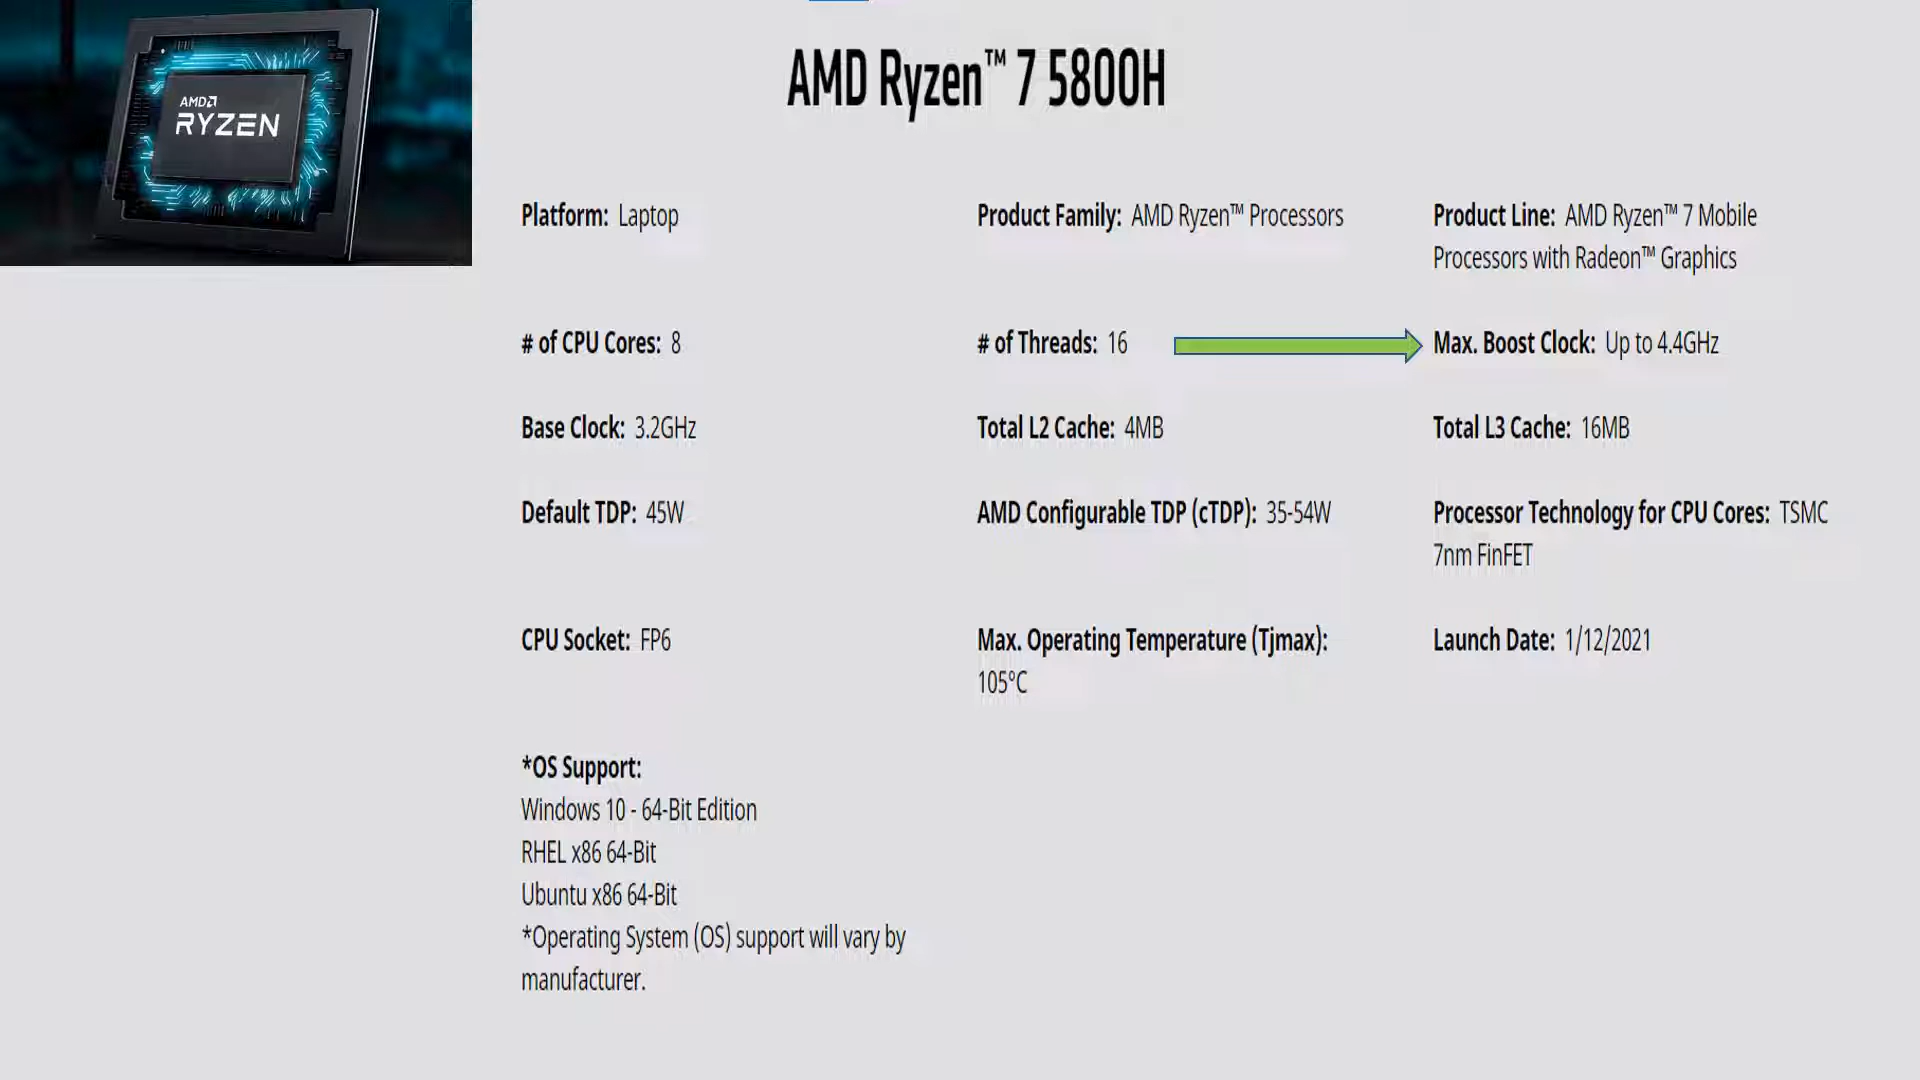 AMD
RYZEN
AMD Ryzen™ 7 5800H
Platform: Laptop
Product Family: AMD Ryzen™ Processors
Product Line: AMD Ryzen™ 7 Mobile
Processors with Radeon™ Graphics
# of CPU Cores: 8
# of Threads: 16
Max. Boost Clock: Up to 4.4GHz
Base Clock: 3.2GHz
Total L2 Cache: 4MB
Total L3 Cache: 16MB
Default TDP: 45W
AMD Configurable TDP (cTDP): 35-54W
Processor Technology for CPU Cores: TSMC
7nm FinFET
CPU Socket: FP6
Max. Operating Temperature (Tjmax):
105°C
Launch Date: 1/12/2021
*OS Support:
Windows 10 - 64-Bit Edition
RHEL x86 64-Bit
Ubuntu x86 64-Bit
*Operating System (OS) support will vary by
manufacturer.